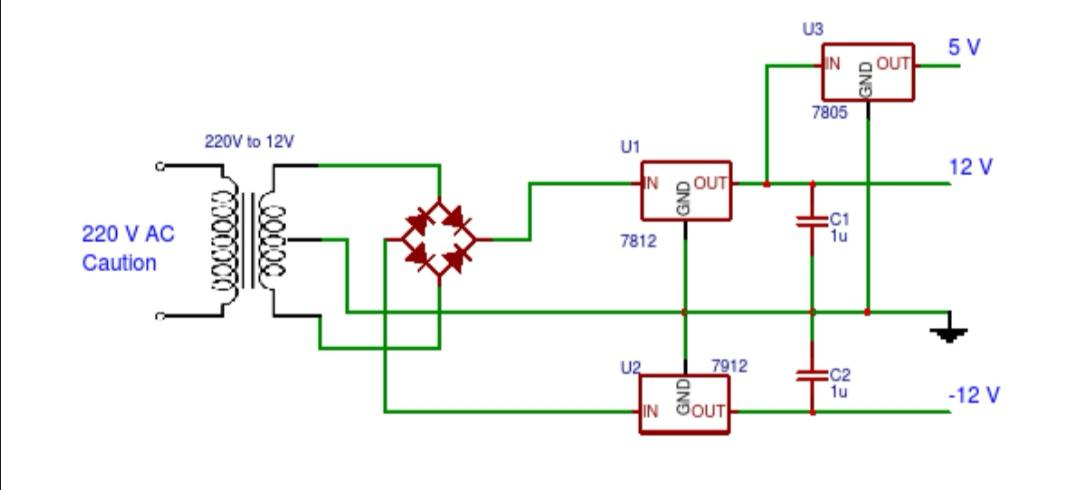 U3
5 V
IN
OUT
GND
7805
220V to 12V
U1
12 V
IN
OUT
GND
7812
C1
1u
220 V AC
Caution
U2
7912
IN
GND
OUT
C2
1u
-12 V